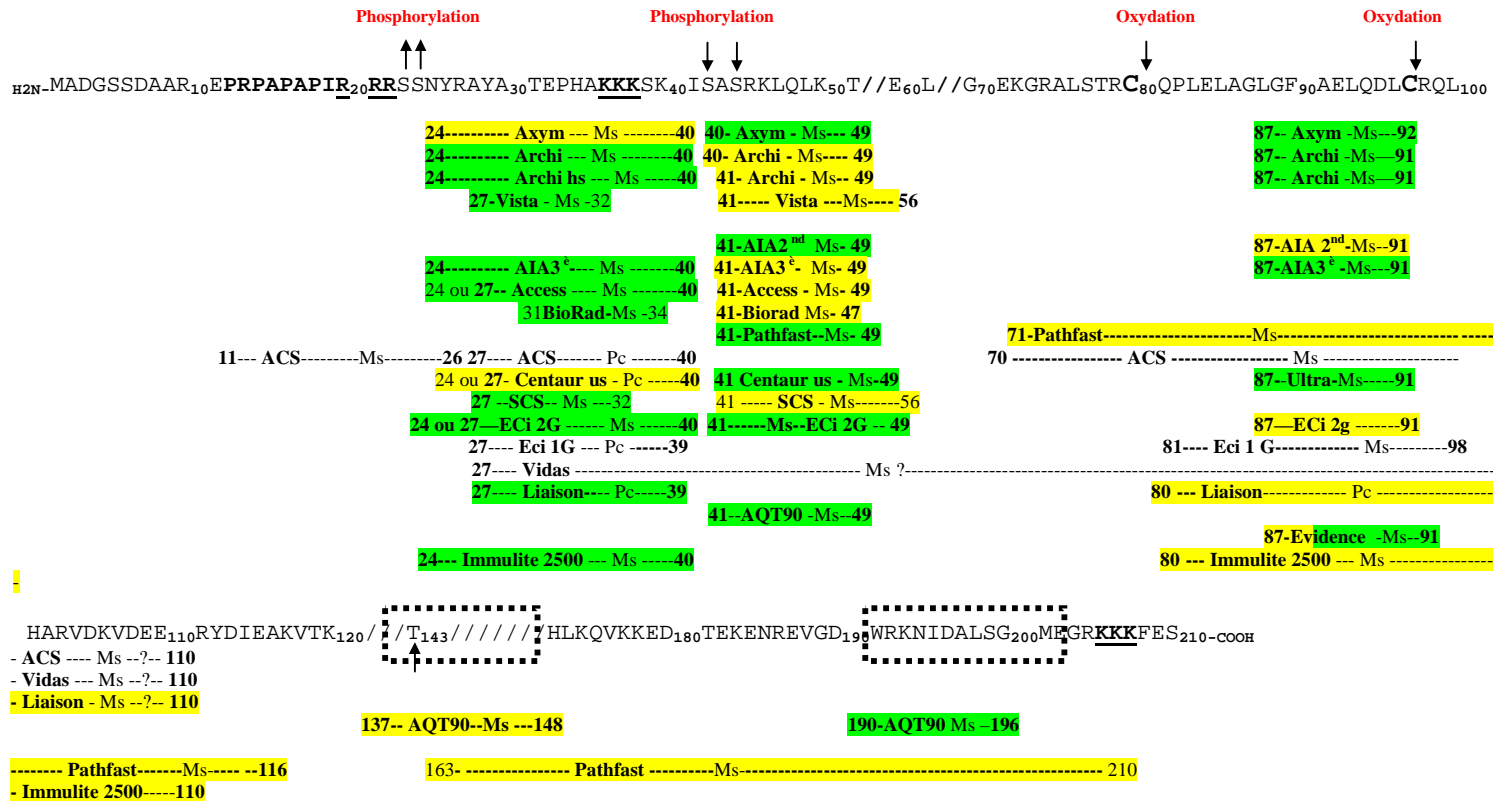 Phosphorylation Phosphorylation Oxydation Oxydation
H2N-MADGSSDAAR10EPRPAPAPIR20RRSSNYRAYA30TEPHAKKKSK40ISASRKLQLK50T//E60L//G70EKGRALSTRC80QPLELAGLGF90AELQDLCRQL100
24---------- Axym --- Ms --------40 40- Axym - Ms--- 49 87-- Axym -Ms---92
24---------- Archi --- Ms --------40 40- Archi - Ms---- 49 87-- Archi -Ms—91
24---------- Archi hs --- Ms -----40 41- Archi - Ms-- 49 87-- Archi -Ms—91
27-Vista - Ms -32 41----- Vista ---Ms---- 56
41-AIA2nd Ms- 49 87-AIA 2nd-Ms--91
24---------- AIA3è---- Ms -----40 41-AIA3è- Ms- 49 87-AIA3è -Ms---91
24 ou 27-- Access ---- Ms ------40 41-Access - Ms- 49
31BioRad-Ms -34 41-Biorad Ms- 47
41-Pathfast--Ms- 49 71-Pathfast----------------------Ms--------------------------------
11--- ACS---------Ms---------26 27---- ACS------- Pc -------40 70 ----------------- ACS ----------------- Ms --------------------
24 ou 27- Centaur us - Pc -----40 41 Centaur us - Ms-49 87--Ultra-Ms-----91
27 --SCS-- Ms ---32 41 ----- SCS - Ms-------56
24 ou 27—ECi 2G ------ Ms ------40 41------Ms--ECi 2G -- 49 87—ECi 2g -------91
27---- Eci 1G --- Pc ------39 81---- Eci 1 G------------- Ms---------98
27---- Vidas ------------------------------------------- Ms ?------------------------------------------------------------------------------------------
27---- Liaison---- Pc-----39 80 --- Liaison------------- Pc ---------------------
41--AQT90 -Ms--49
87-Evidence -Ms--91
24--- Immulite 2500 --- Ms -----40 80 --- Immulite 2500 --- Ms -----------------
-
HARVDKVDEE110RYDIEAKVTK120///T143///////HLKQVKKED180TEKENREVGD190WRKNIDALSG200MEGRKKKFES210-COOH
- ACS ---- Ms --?-- 110
- Vidas --- Ms --?-- 110
- Liaison - Ms --?-- 110
137-- AQT90--Ms ---148 190-AQT90 Ms –196
-------- Pathfast-------Ms---- --116 163- ---------------- Pathfast ----------Ms---------------------------------------------------- 210
- Immulite 2500-----110